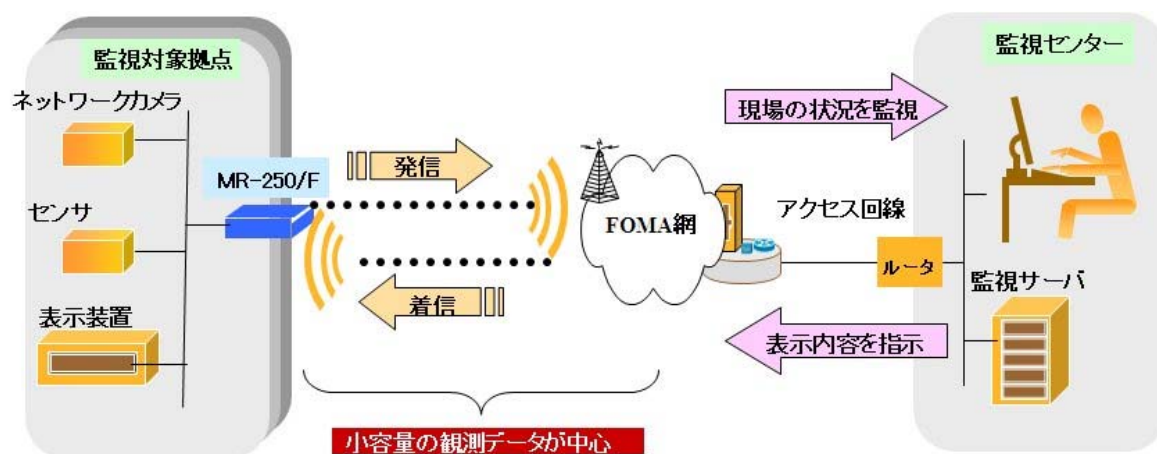 監視対象拠点
ネットワークカメラ
センサ
表示装置
MR-250/F
発信
着信
FOMA網
アクセス回線
ルータ
現場の状況を監視
表示内容を指示
監視センター
監視サーバ
小容量の観測データが中心